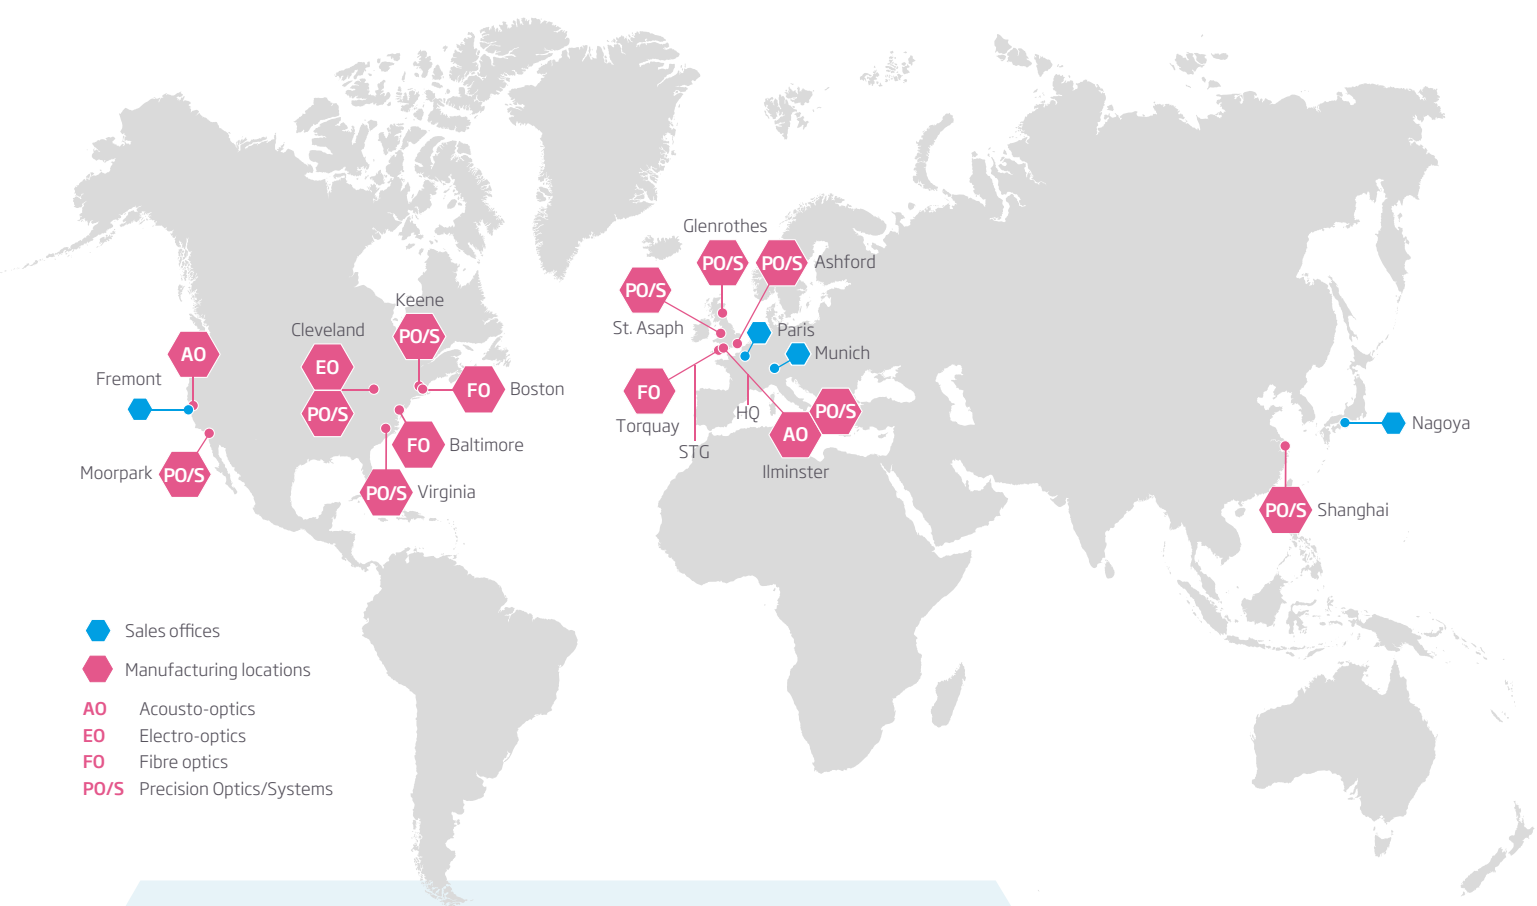 Glenrothes
PO/S
PO/S
Ashford
PO/S
St. Asaph
Paris
Munich
FO
Torquay
STG
HQ
PO/S
AO
Ilminster
Keene
PO/S
Cleveland
EO
PO/S
AO
Fremont
FO
Boston
FO
Baltimore
Moorpark
PO/S
PO/S
Virginia
Nagoya
PO/S
Shanghai
Sales offices
Manufacturing locations
AO Acousto-optics
EO Electro-optics
FO Fibre optics
PO/S Precision Optics/Systems